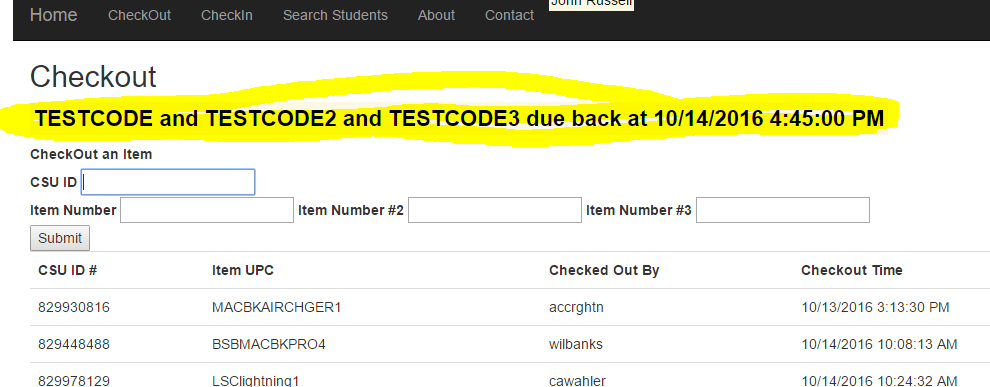 John Russell
Home CheckOut CheckIn Search Students About Contact
Checkout
TESTCODE and TESTCODE2 and TESTCODE3 due back at 10/14/2016 4:45:00 PM
CheckOut an Item
CSU ID
Item Number Item Number #2 Item Number #3
Submit
CSU ID # Item UPC Checked Out By Checkout Time
829930816 MACBKAIRCHGER1 accrghtn 10/13/2016 3:13:30 PM
829448488 BSBMACBKPRO4 wilbanks 10/14/2016 10:08:13 AM
829978129 LSClightning1 cawahler 10/14/2016 10:24:32 AM